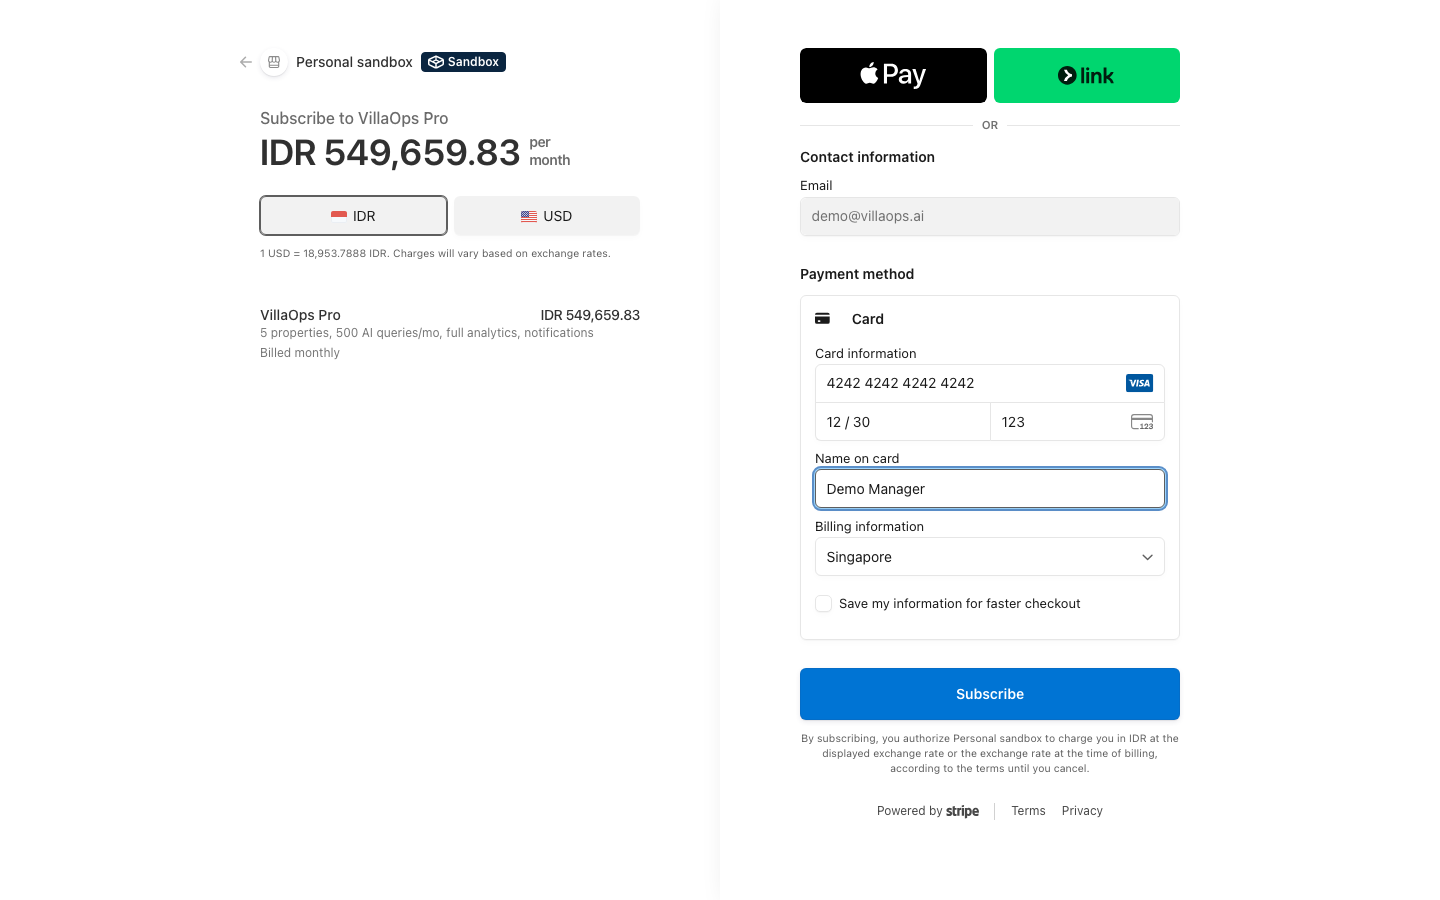 Personal sandbox Sandbox
Subscribe to VillaOps Pro
IDR 549,659.83 per month
IDR USD
1 USD = 18,953.7888 IDR. Charges will vary based on exchange rates.
VillaOps Pro IDR 549,659.83
5 properties, 500 AI queries/mo, full analytics, notifications
Billed monthly
Pay link
OR
Contact information
Email
demo@villaops.ai
Payment method
Card
Card information
4242 4242 4242 4242 VISA
12 / 30 123 123
Name on card
Demo Manager
Billing information
Singapore
Save my information for faster checkout
Subscribe
By subscribing, you authorize Personal sandbox to charge you in IDR at the
displayed exchange rate or the exchange rate at the time of billing,
according to the terms until you cancel.
Powered by stripe Terms Privacy